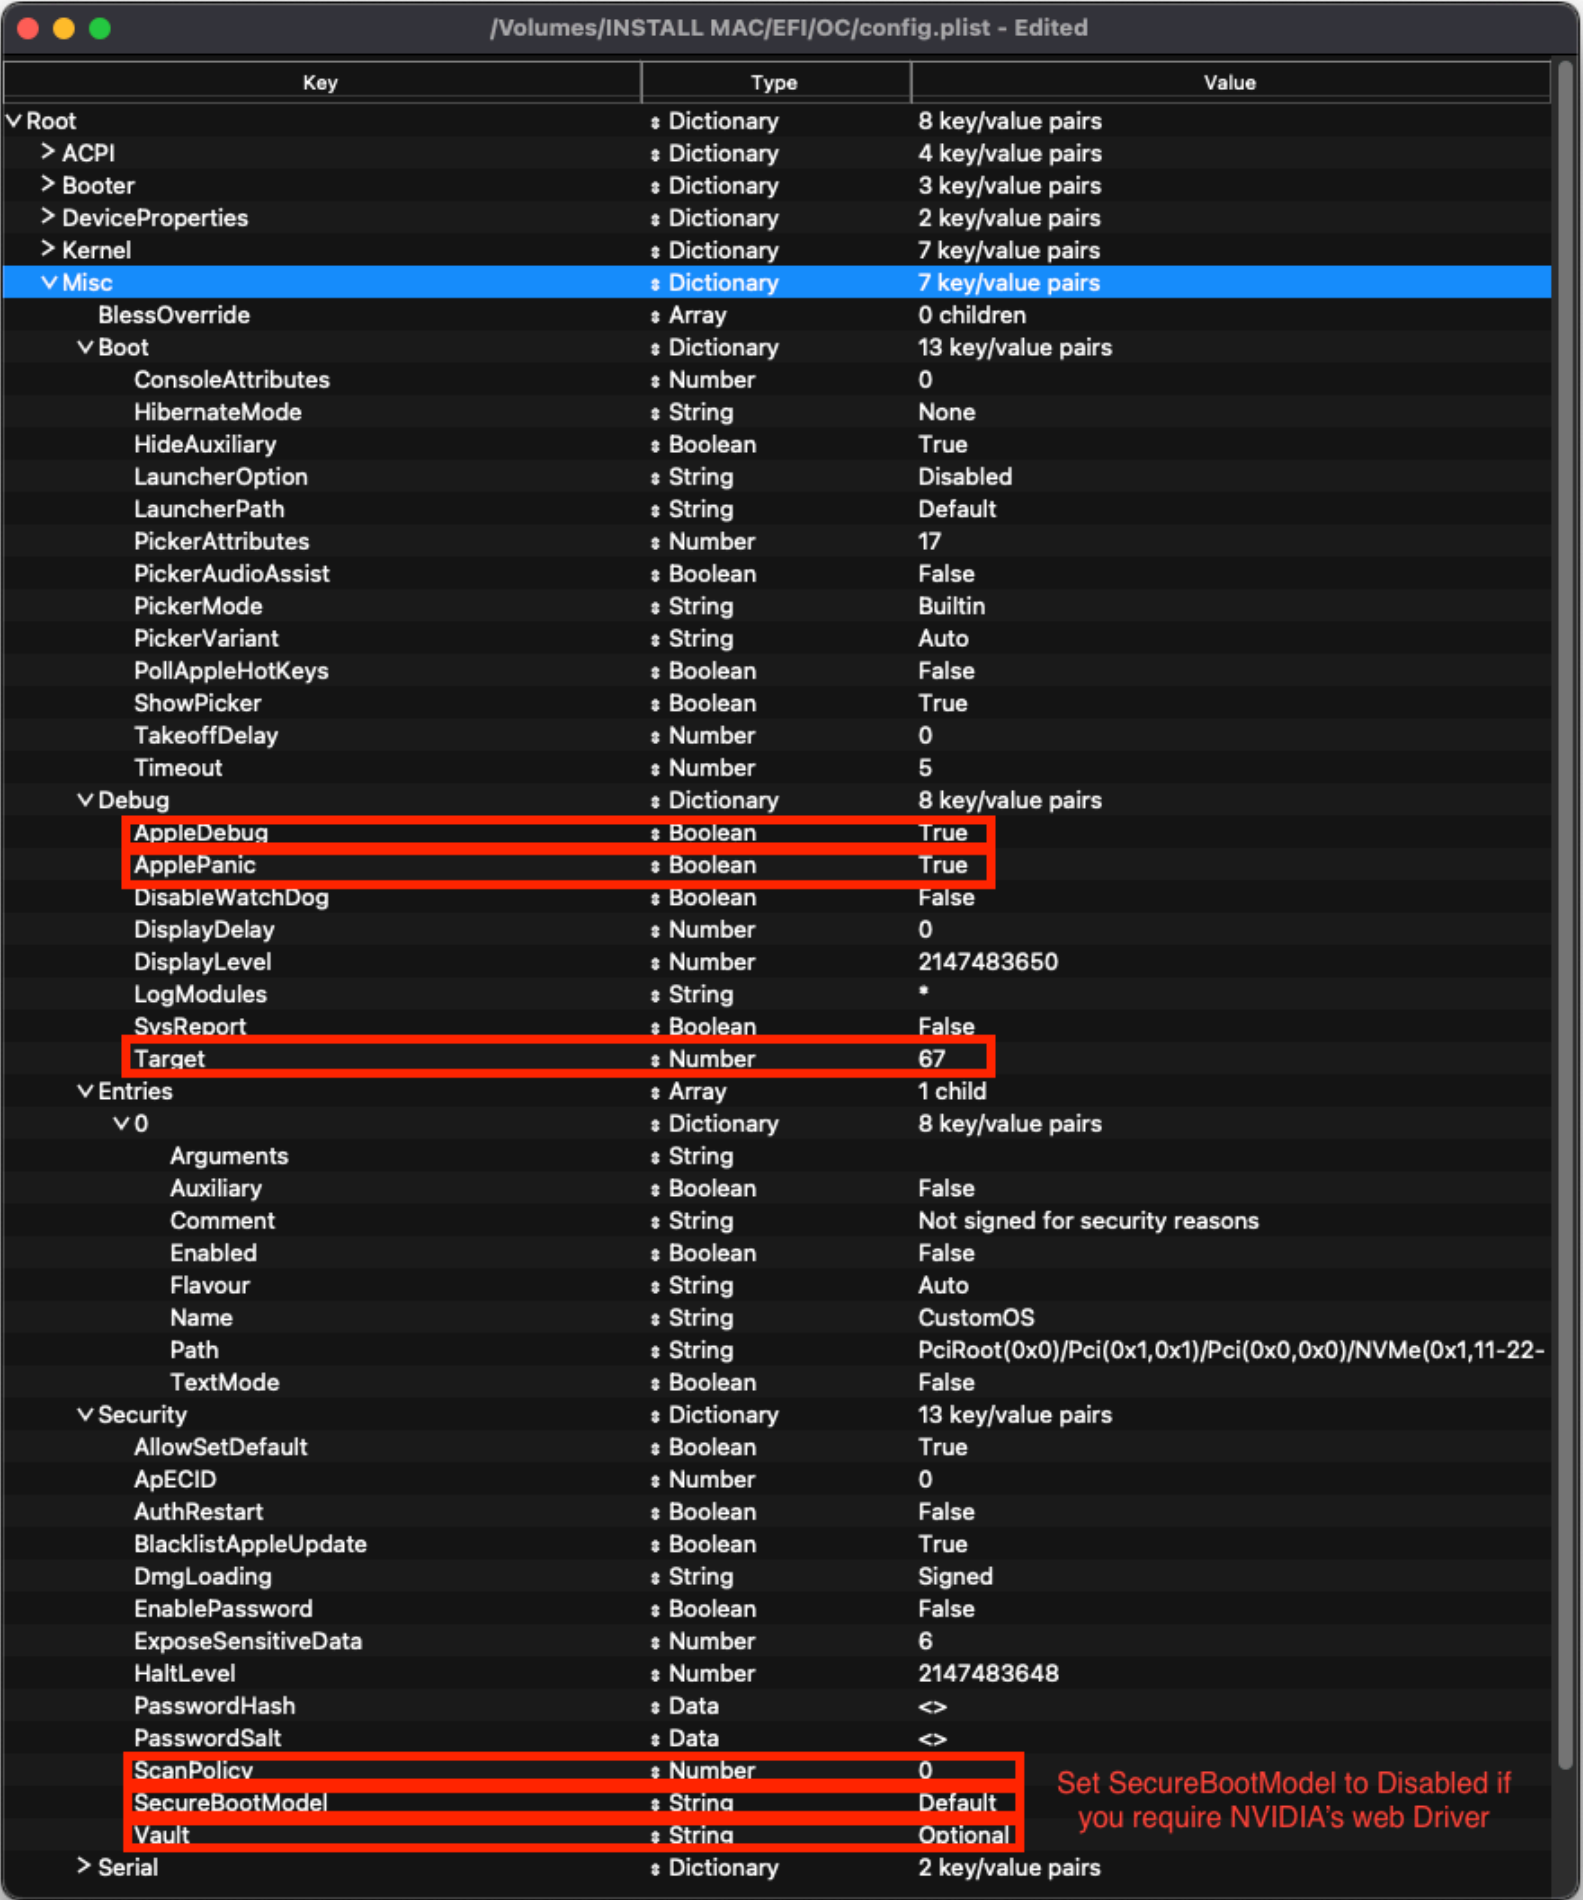 /Volumes/INSTALL MAC/EFI/OC/config.plist - Edited
Key Type Value
Root Dictionary 8 key/value pairs
ACPI Dictionary 4 key/value pairs
Booter Dictionary 3 key/value pairs
DeviceProperties Dictionary 2 key/value pairs
Kernel Dictionary 7 key/value pairs
Misc Dictionary 7 key/value pairs
BlessOverride Array 0 children
Boot Dictionary 13 key/value pairs
ConsoleAttributes Number 0
HibernateMode String None
HideAuxiliary Boolean True
LauncherOption String Disabled
LauncherPath String Default
PickerAttributes Number 17
PickerAudioAssist Boolean False
PickerMode String Builtin
PickerVariant String Auto
PollAppleHotKeys Boolean False
ShowPicker Boolean True
TakeoffDelay Number 0
Timeout Number 5
Debug Dictionary 8 key/value pairs
AppleDebug Boolean True
ApplePanic Boolean True
DisableWatchDog Boolean False
DisplayDelay Number 0
DisplayLevel Number 2147483650
LogModules String *
SysReport Boolean False
Target Number 67
Entries Array 1 child
0 Dictionary 8 key/value pairs
Arguments String
Auxiliary Boolean False
Comment String Not signed for security reasons
Enabled Boolean False
Flavour String Auto
Name String CustomOS
Path String PciRoot(0x0)/Pci(0x1,0x1)/Pci(0x0,0x0)/NVMe(0x1,11-22-
TextMode Boolean False
Security Dictionary 13 key/value pairs
AllowSetDefault Boolean True
ApECID Number 0
AuthRestart Boolean False
BlacklistAppleUpdate Boolean True
DmgLoading String Signed
EnablePassword Boolean False
ExposeSensitiveData Number 6
HaltLevel Number 2147483648
PasswordHash Data <>
PasswordSalt Data <>
ScanPolicy Number 0
SecureBootModel String Default
Vault String Optional
Set SecureBootModel to Disabled if
you require NVIDIA's web Driver
Serial Dictionary 2 key/value pairs